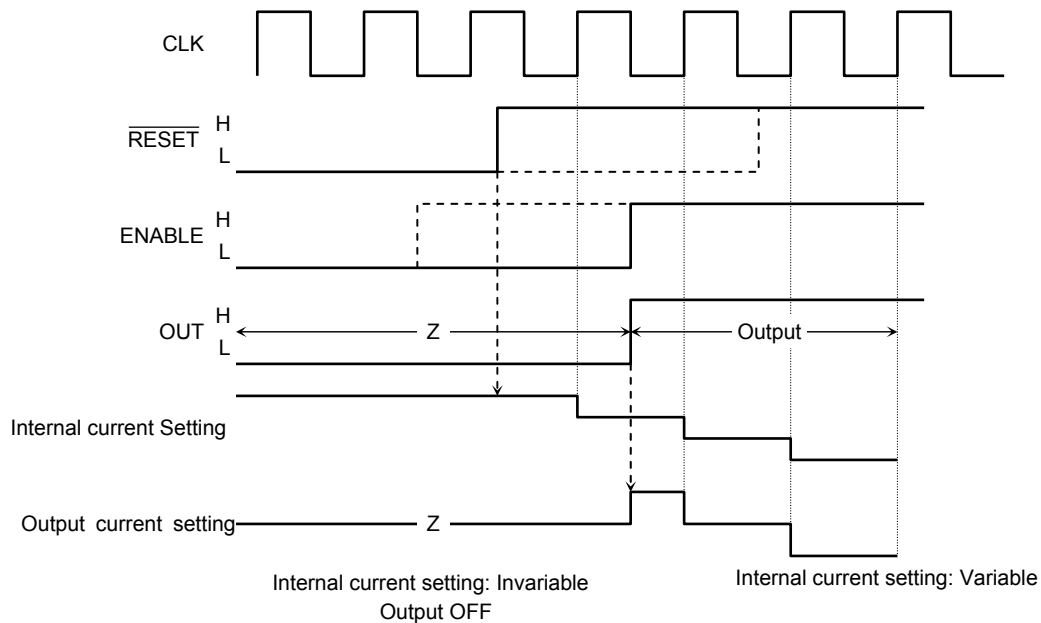 CLK
RESET
H
L
ENABLE
H
L
OUT
H
L
Z
Output
Internal current Setting
Output current setting
Z
Internal current setting: Invariable
Output OFF
Internal current setting: Variable